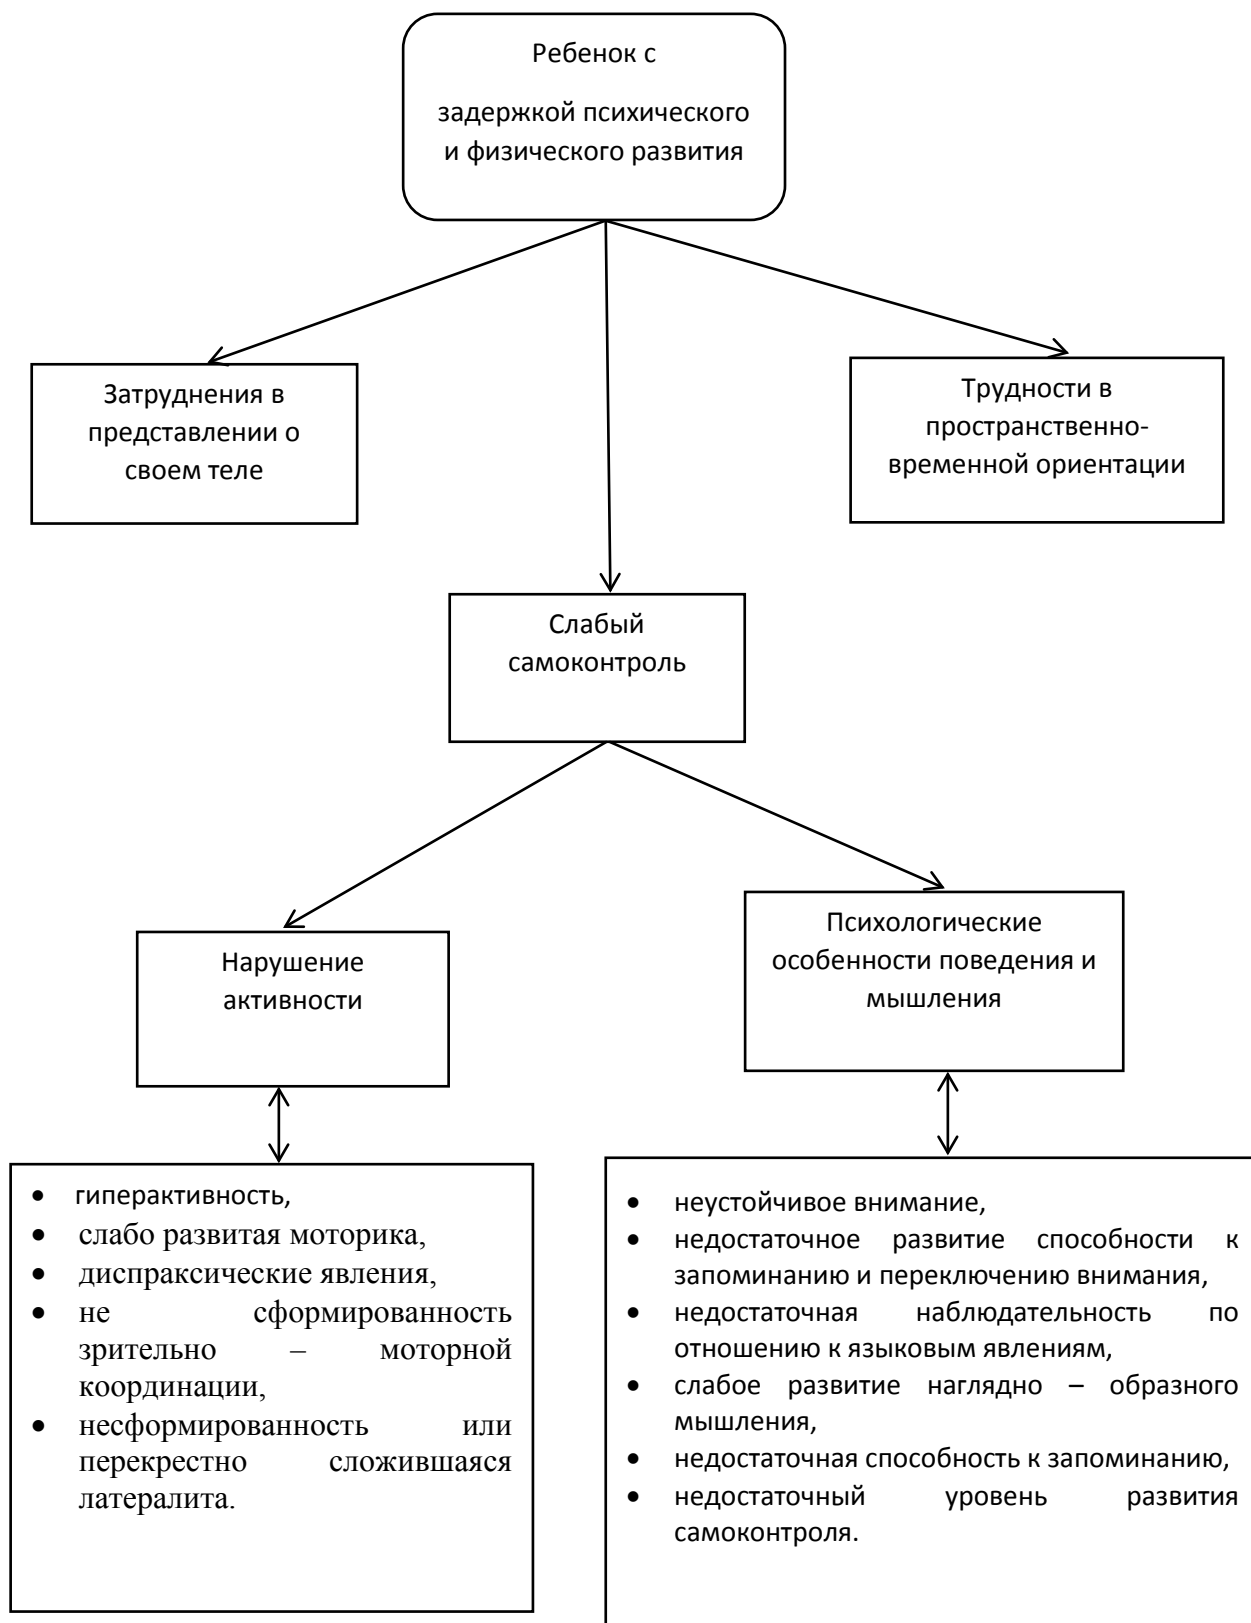 Ребенок с
задержкой психического
и физического развития
Затруднения в
представлении о
своем теле
Трудности в
пространственно-
временной ориентации
Слабый
самоконтроль
Нарушение
активности
Психологические
особенности поведения и
мышления
• гиперактивность,
• слабо развитая моторика,
• диспраксические явления,
• не сформированность
зрительно – моторной
координации,
• несформированность или
перекрестно сложившаяся
латералита.
• неустойчивое внимание,
• недостаточное развитие способности к
запоминанию и переключению внимания,
• недостаточная наблюдательность по
отношению к языковым явлениям,
• слабое развитие наглядно – образного
мышления,
• недостаточная способность к запоминанию,
• недостаточный уровень развития
самоконтроля.